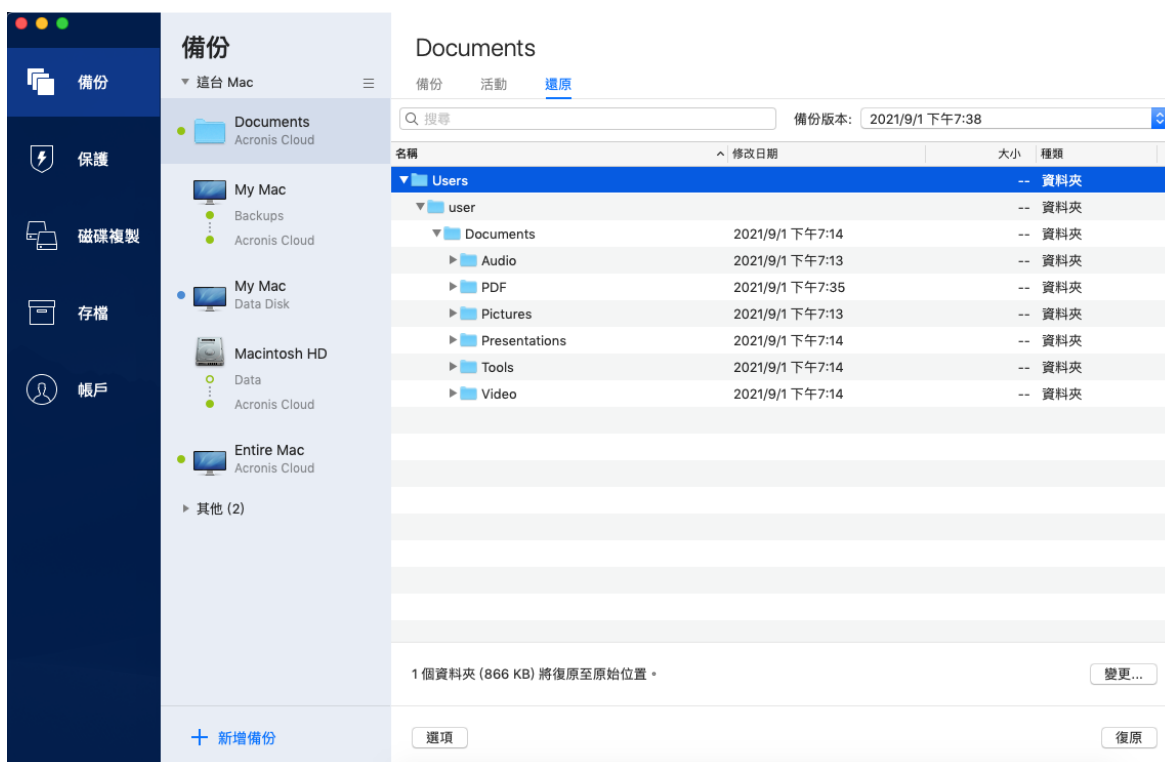 備份
保護
磁碟複製
存檔
帳戶
備份
這台 Mac
Documents
Acronis Cloud
My Mac
Backups
Acronis Cloud
My Mac
Data Disk
Macintosh HD
Data
Acronis Cloud
Entire Mac
Acronis Cloud
其他 (2)
新增備份
Documents
備份 活動 還原
搜尋 備份版本: 2021/9/1 下午7:38
名稱 修改日期 大小 種類
Users -- 資料夾
user -- 資料夾
Documents 2021/9/1 下午7:14 -- 資料夾
Audio 2021/9/1 下午7:13 -- 資料夾
PDF 2021/9/1 下午7:35 -- 資料夾
Pictures 2021/9/1 下午7:13 -- 資料夾
Presentations 2021/9/1 下午7:14 -- 資料夾
Tools 2021/9/1 下午7:14 -- 資料夾
Video 2021/9/1 下午7:14 -- 資料夾
1 個資料夾 (866 KB) 將復原至原始位置。 變更...
選項 復原